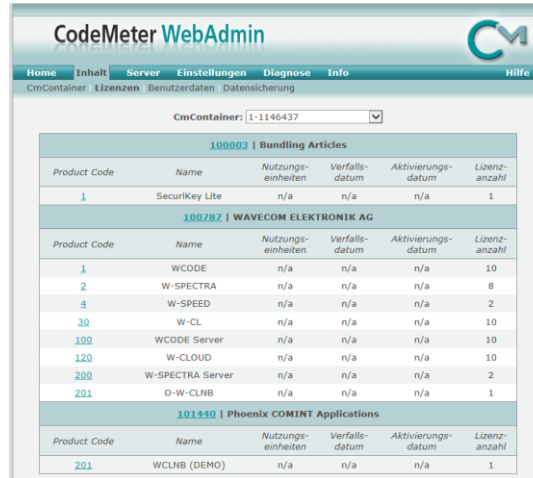 CodeMeter WebAdmin
CM
Home Inhalt Server Einstellungen Diagnose Info Hilfe
CmContainer | Lizenzen | Benutzerdaten | Datensicherung
CmContainer: 1-1146437
100003 | Bundling Articles
Product Code Name Nutzungs-einheiten Verfalls-datum Aktivierungs-datum Lizenz-anzahl
1 SecuriKey Lite n/a n/a n/a 1
100787 | WAVECOM ELEKTRONIK AG
Product Code Name Nutzungs-einheiten Verfalls-datum Aktivierungs-datum Lizenz-anzahl
1 WCODE n/a n/a n/a 10
2 W-SPECTRA n/a n/a n/a 8
4 W-SPEED n/a n/a n/a 2
30 W-CL n/a n/a n/a 10
100 WCODE Server n/a n/a n/a 10
120 W-CLOUD n/a n/a n/a 10
200 W-SPECTRA Server n/a n/a n/a 2
201 O-W-CLNB n/a n/a n/a 1
101440 | Phoenix COMINT Applications
Product Code Name Nutzungs-einheiten Verfalls-datum Aktivierungs-datum Lizenz-anzahl
201 WCLNB (DEMO) n/a n/a n/a 1